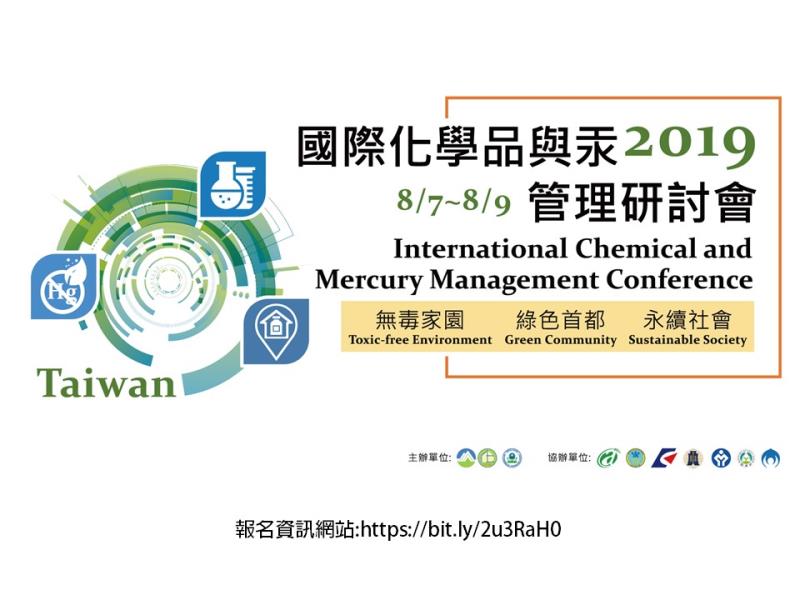 國際化學品與汞2019
8/7~8/9 管理研討會
International Chemical and
Mercury Management Conference
無毒家園 綠色首都 永續社會
Toxic-free Environment Green Community Sustainable Society
Hg
Taiwan
主辦單位: 協辦單位:
報名資訊網站:https://bit.ly/2u3RaH0